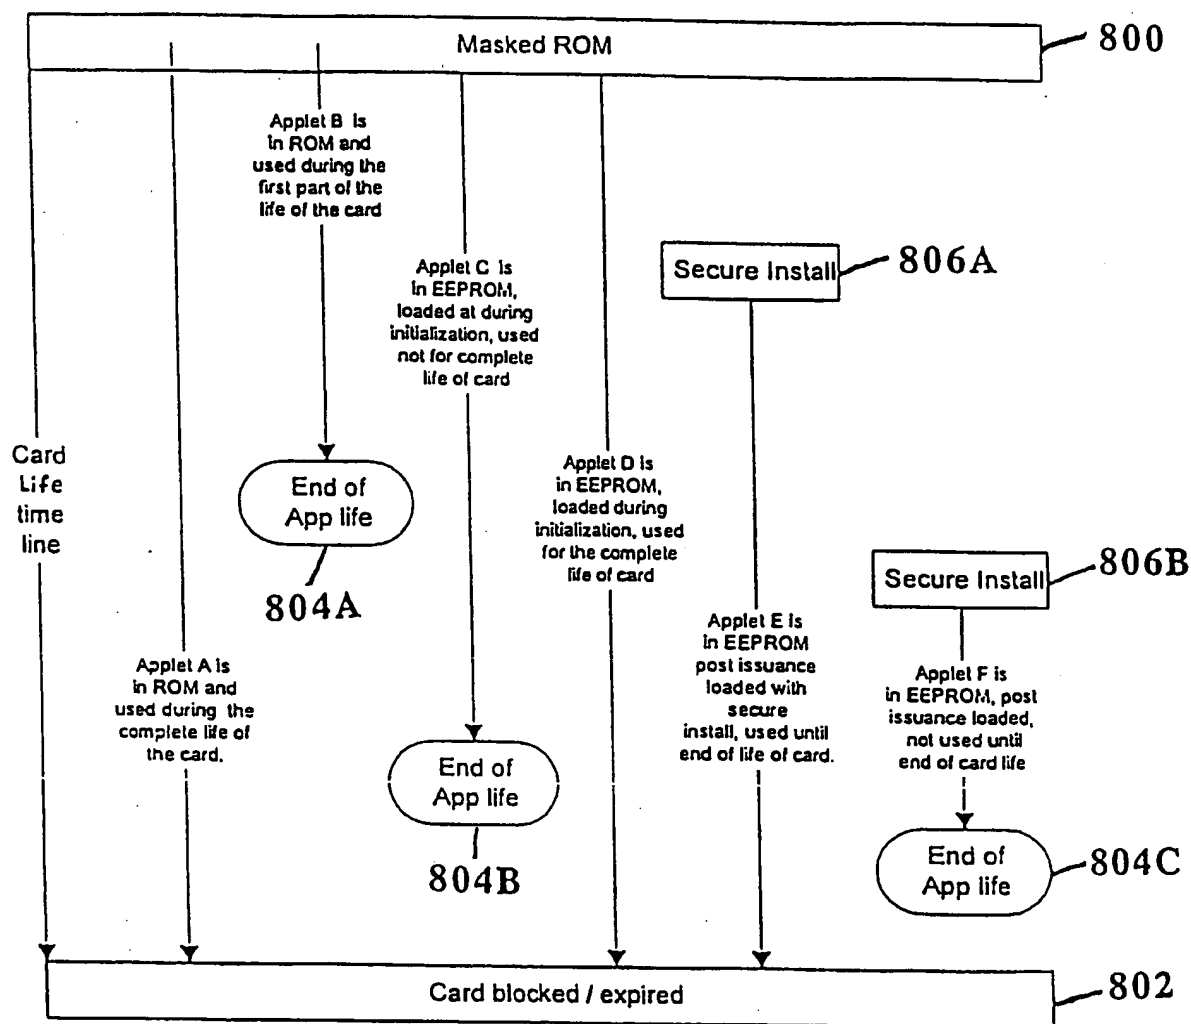 Masked ROM
800
Applet B is
in ROM and
used during the
first part of the
life of the card
Applet C is
in EEPROM,
loaded at during
initialization, used
not for complete
life of card
Secure Install
806A
Card
Life
time
line
End of
App life
804A
Applet D is
in EEPROM,
loaded during
initialization, used
for the complete
life of card
Secure Install
806B
Applet A is
in ROM and
used during the
complete life of
the card.
Applet E is
in EEPROM
post issuance
loaded with
secure
install, used until
end of life of card.
Applet F is
in EEPROM, post
issuance loaded,
not used until
end of card life
End of
App life
804B
End of
App life
804C
Card blocked / expired
802